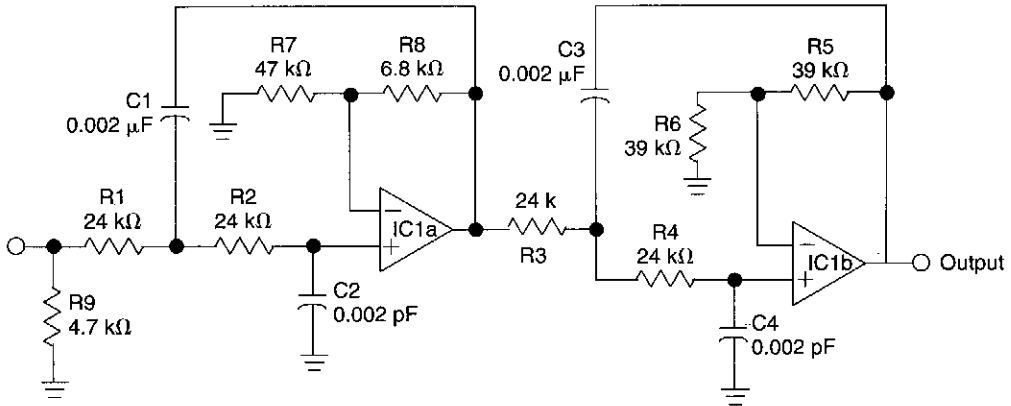 C1
0.002 μF
R7
47 kΩ
R8
6.8 kΩ
R1
24 kΩ
R2
24 kΩ
IC1a
R9
4.7 kΩ
C2
0.002 pF
24 k
R3
C3
0.002 μF
R5
39 kΩ
R6
39 kΩ
R4
24 kΩ
IC1b
Output
C4
0.002 pF